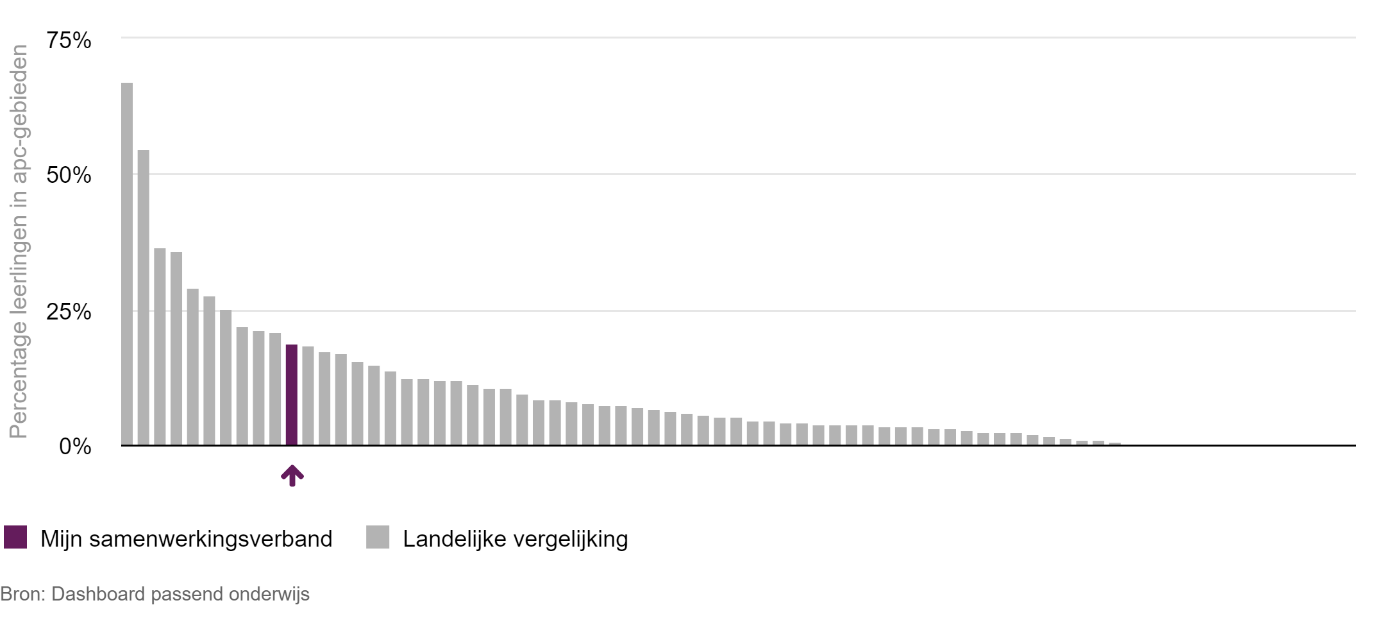 Percentage leerlingen in apc-gebieden
75%
50%
25%
0%
Mijn samenwerkingsverband
Landelijke vergelijking
Bron: Dashboard passend onderwijs